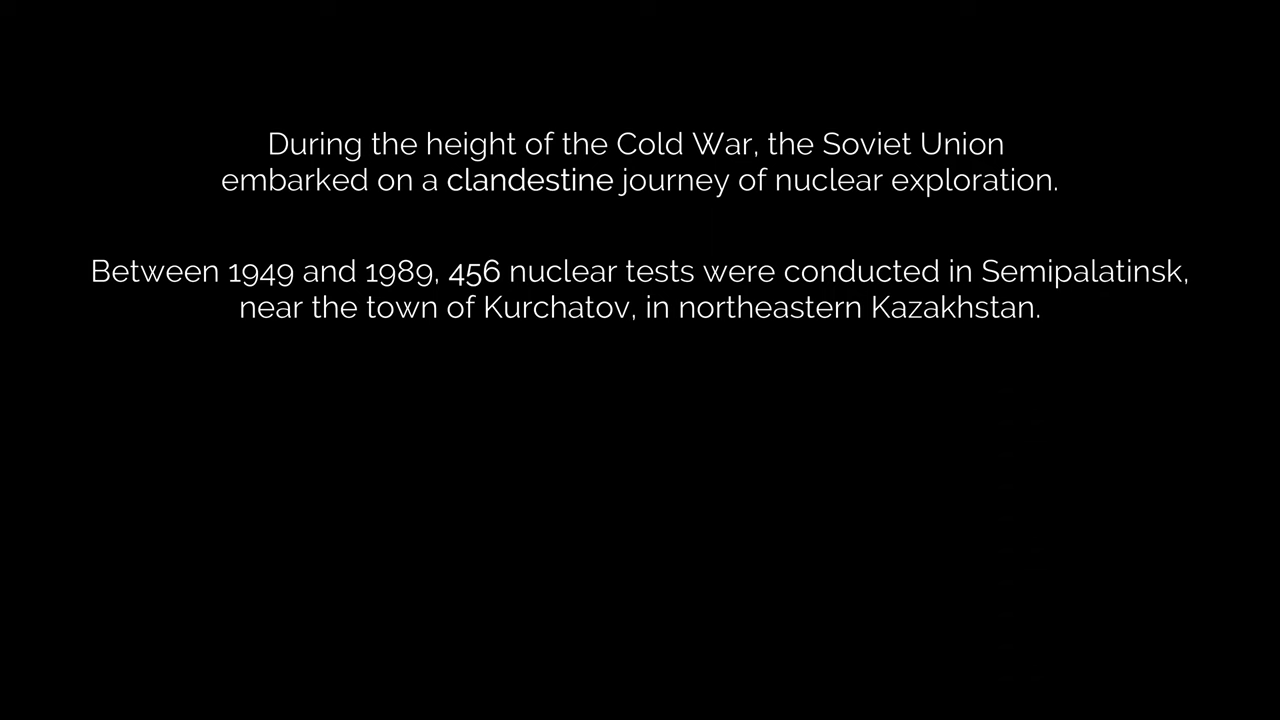 During the height of the Cold War, the Soviet Union
embarked on a clandestine journey of nuclear exploration.
Between 1949 and 1989, 456 nuclear tests were conducted in Semipalatinsk,
near the town of Kurchatov, in northeastern Kazakhstan.